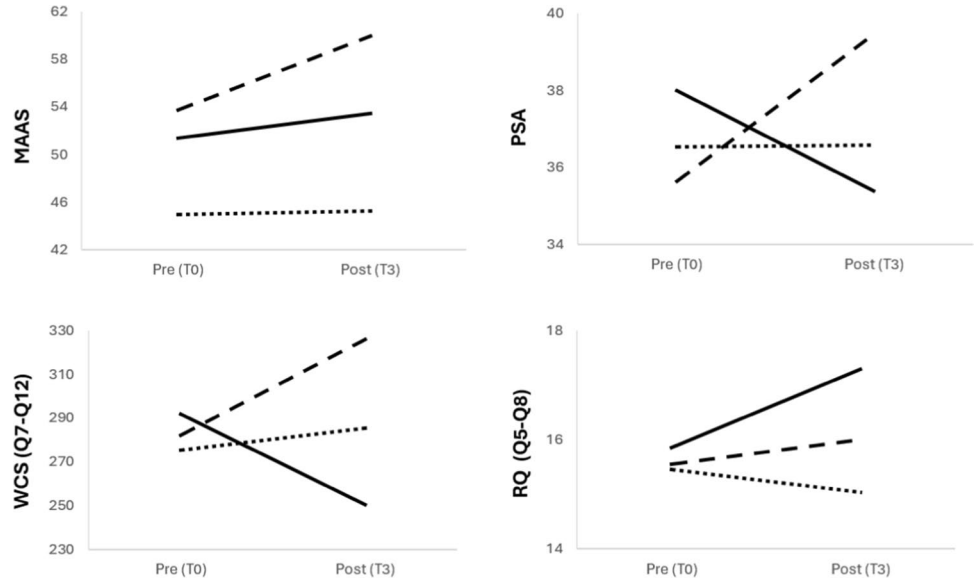 MAAS
62
58
54
50
46
42
Pre (T0) Post (T3)
PSA
40
38
36
34
Pre (T0) Post (T3)
WCS (Q7-Q12)
330
310
290
270
250
230
Pre (T0) Post (T3)
RQ (Q5-Q8)
18
16
14
Pre (T0) Post (T3)